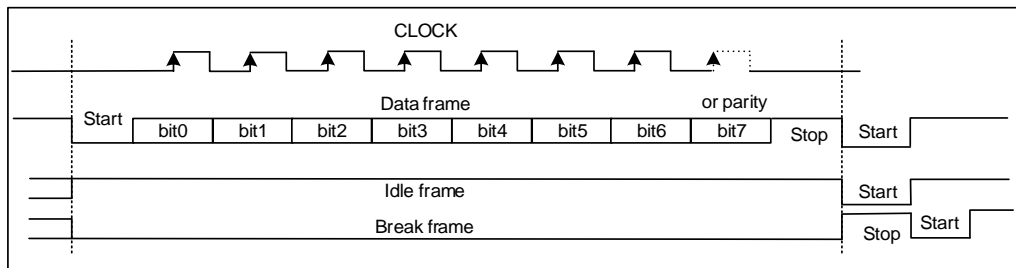 CLOCK
Data frame
or parity
Start bit0 bit1 bit2 bit3 bit4 bit5 bit6 bit7 Stop Start
Idle frame Start
Break frame Stop Start